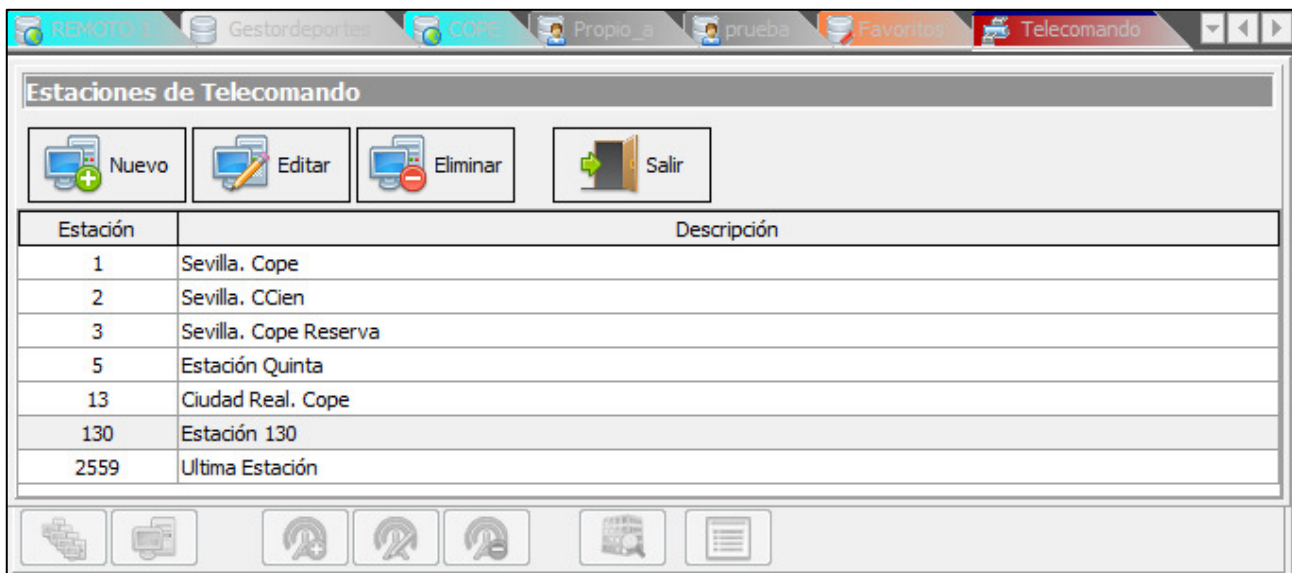 REMOTO 1 Gestordeportes COPE Propio_a prueba Favoritos Telecomando
Estaciones de Telecomando
Nuevo Editar Eliminar Salir
Estación Descripción
1 Sevilla. Cope
2 Sevilla. CCien
3 Sevilla. Cope Reserva
5 Estación Quinta
13 Ciudad Real. Cope
130 Estación 130
2559 Ultima Estación